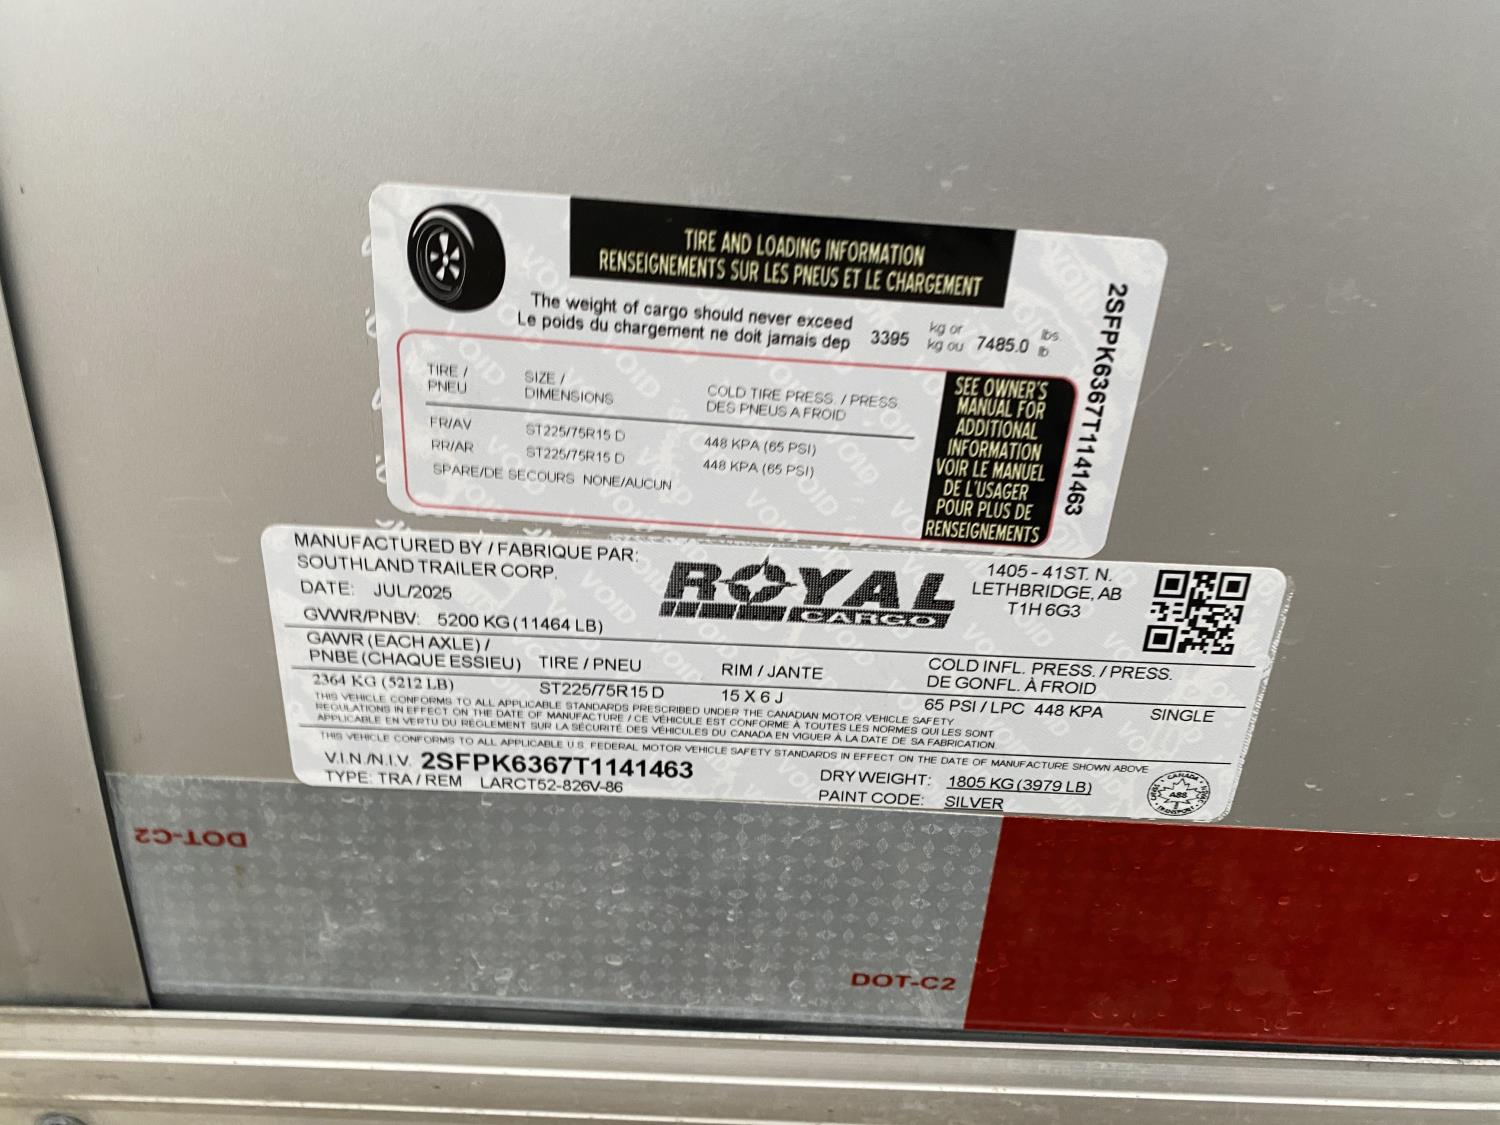 TIRE AND LOADING INFORMATION
RENSEIGNEMENTS SUR LES PNEUS ET LE CHARGEMENT
The weight of cargo should never exceed
Le poids du chargement ne doit jamais dep
3395 kg or 7485.0 lbs.
kg ou lb
TIRE / SIZE / COLD TIRE PRESS. / PRESS.
PNEU DIMENSIONS DES PNEUS A FROID
FR/AV ST225/75R15 D 448 KPA (65 PSI)
RR/AR ST225/75R15 D 448 KPA (65 PSI)
SPARE/DE SECOURS NONE/AUCUN
SEE OWNER'S
MANUAL FOR
ADDITIONAL
INFORMATION
VOIR LE MANUEL
DE L'USAGER
POUR PLUS DE
RENSEIGNEMENTS
2SFPK6367T1141463
MANUFACTURED BY / FABRIQUE PAR:
SOUTHLAND TRAILER CORP.
DATE: JUL/2025
GVWR/PNBV: 5200 KG (11464 LB)
ROYAL
CARGO
1405 - 41ST. N.
LETHBRIDGE, AB
T1H 6G3
GAWR (EACH AXLE) /
PNBE (CHAQUE ESSIEU) TIRE / PNEU RIM / JANTE COLD INFL. PRESS. / PRESS.
DE GONFL. À FROID
2364 KG (5212 LB) ST225/75R15 D 15 X 6 J 65 PSI / LPC 448 KPA SINGLE
THIS VEHICLE CONFORMS TO ALL APPLICABLE STANDARDS PRESCRIBED UNDER THE CANADIAN MOTOR VEHICLE SAFETY
REGULATIONS IN EFFECT ON THE DATE OF MANUFACTURE / CE VÉHICULE EST CONFORME À TOUTES LES NORMES QUI LES SONT
APPLICABLE EN VERTU DU RÈGLEMENT SUR LA SÉCURITÉ DES VÉHICULES DU CANADA EN VIGUER À LA DATE DE SA FABRICATION
THIS VEHICLE CONFORMS TO ALL APPLICABLE U.S. FEDERAL MOTOR VEHICLE SAFETY STANDARDS IN EFFECT ON THE DATE OF MANUFACTURE SHOWN ABOVE
V.I.N./N.I.V. 2SFPK6367T1141463
TYPE: TRA / REM LARCT52-826V-86
DRY WEIGHT: 1805 KG (3979 LB)
PAINT CODE: SILVER
CANADA
ABS
TRANSPORT
DOT-C2
DOT-C2